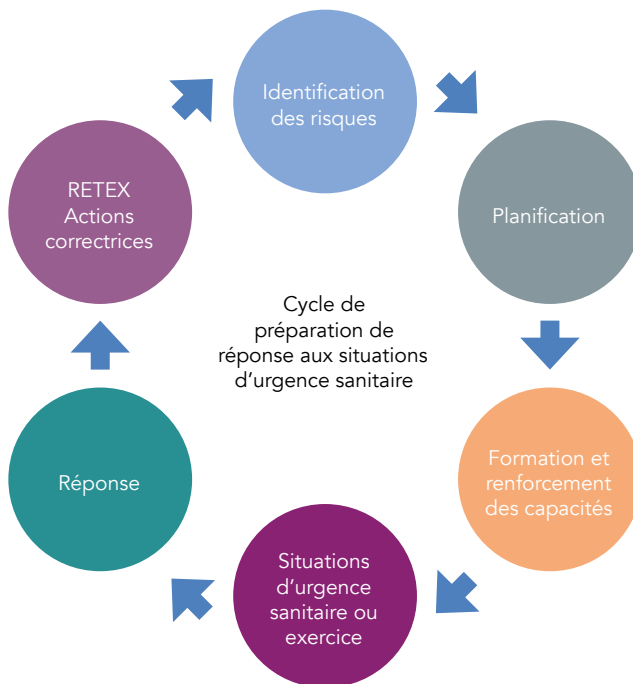 Identification
des risques
Planification
Formation et
renforcement
des capacités
Situations
d’urgence
sanitaire ou
exercice
Réponse
RETEX
Actions
correctrices
Cycle de
préparation de
réponse aux situations
d’urgence sanitaire